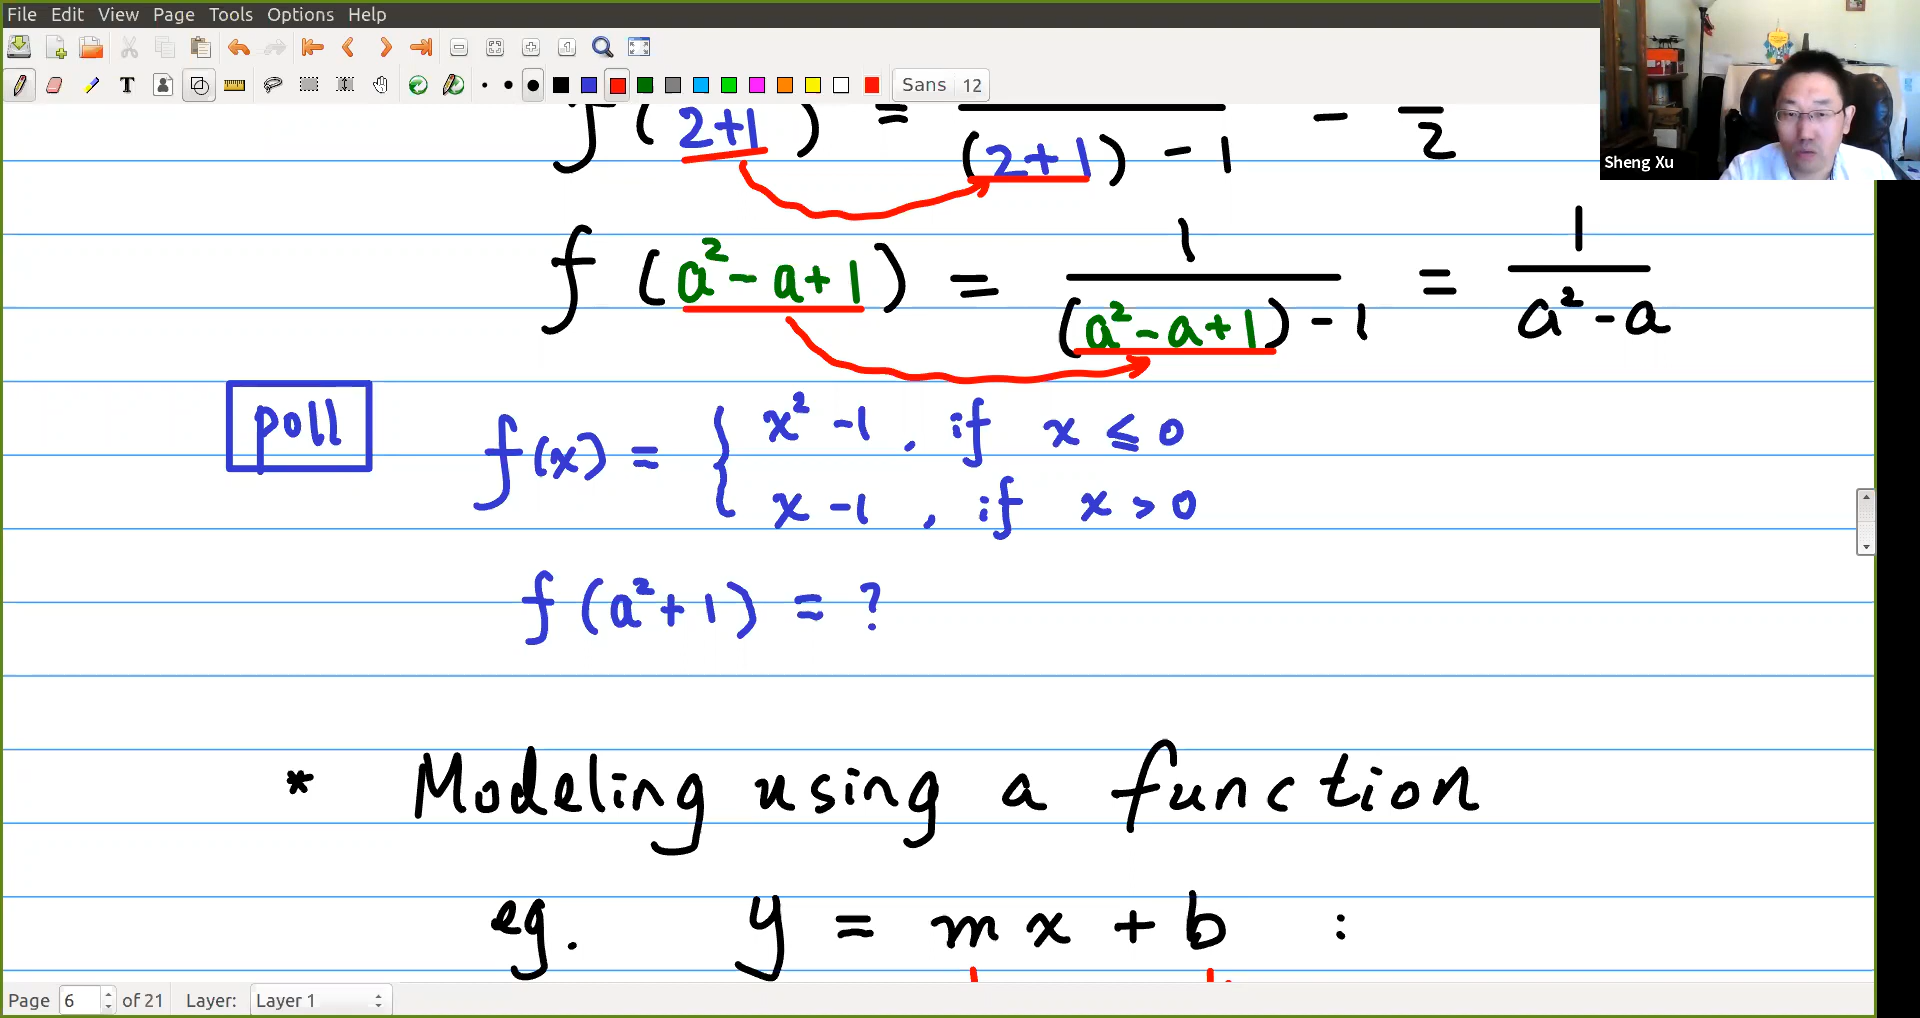 File Edit View Page Tools Options Help
Sans 12
Sheng Xu
f ( 2+1 ) = / (2+1) - 1 - / 2
f ( a² - a + 1 ) = 1 / (a² - a + 1) - 1 = 1 / a² - a
poll
f(x) = { x² - 1 , if x ≤ 0
x - 1 , if x > 0
f ( a² + 1 ) = ?
* Modeling using a function
eg. y = m x + b :
Page 6 of 21 Layer: Layer 1